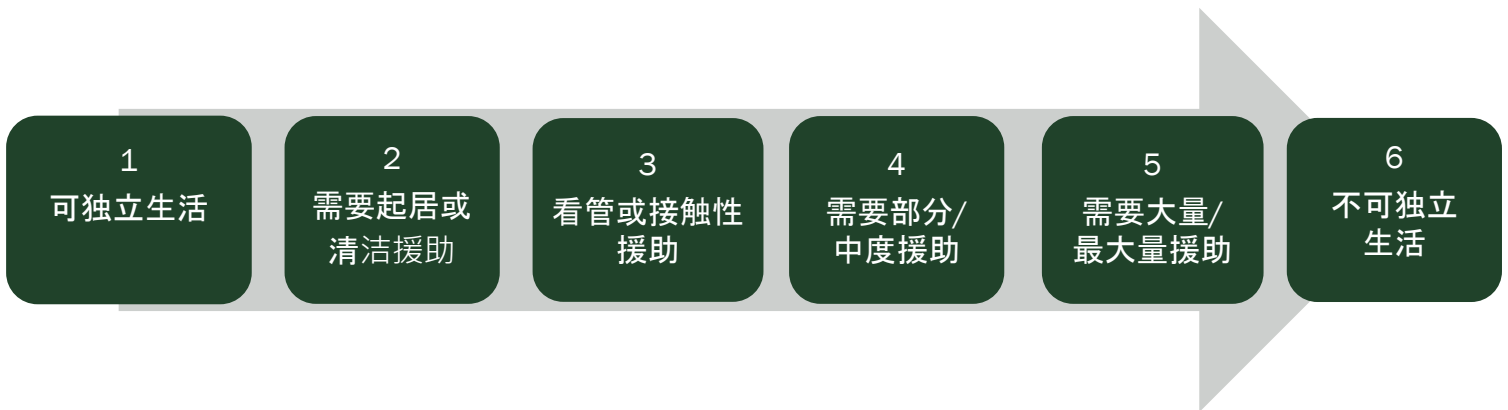 1
可独立生活
2
需要起居或
清洁援助
3
看管或接触性
援助
4
需要部分/
中度援助
5
需要大量/
最大量援助
6
不可独立
生活